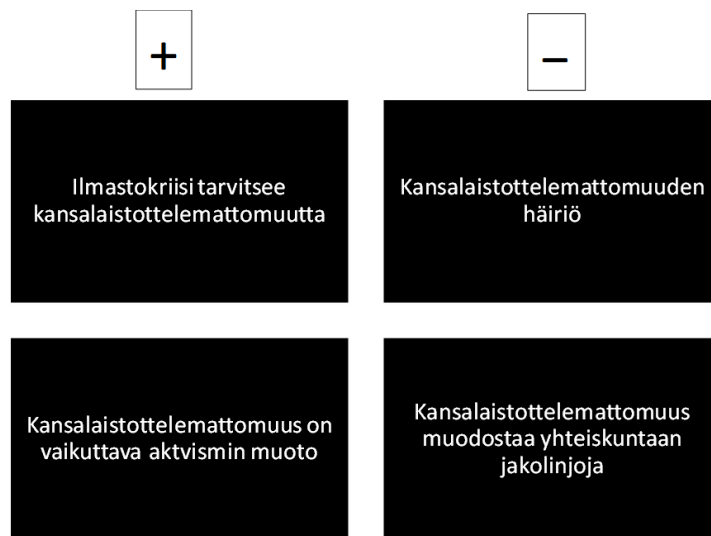 +
–
Ilmastokriisi tarvitsee
kansalaistottelemattomuutta
Kansalaistottelemattomuuden
häiriö
Kansalaistottelemattomuus on
vaikuttava aktvismin muoto
Kansalaistottelemattomuus
muodostaa yhteiskuntaan
jakolinjoja